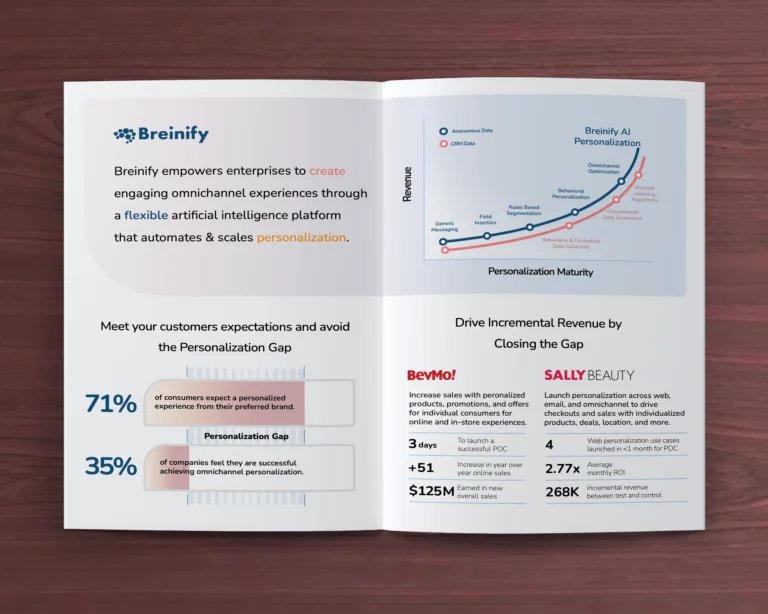 Breinify
Breinify empowers enterprises to create
engaging omnichannel experiences through
a flexible artificial intelligence platform
that automates & scales personalization.
Meet your customers expectations and avoid
the Personalization Gap
71%
of consumers expect a personalized
experience from their preferred brand.
Personalization Gap
35%
of companies feel they are successful
achieving omnichannel personalization.
Anonymous Data
CRM Data
Breinify AI
Personalization
Revenue
Omnichannel
Optimization
Behavioral
Personalization
Rules Based
Segmentation
Field
Insertion
Generic
Messaging
Machine
Learning
Algorithms
Omnichannel
Data Connection
Behavioral & Contextual
Data Collection
Personalization Maturity
Drive Incremental Revenue by
Closing the Gap
BevMo!
Increase sales with peronalized
products, promotions, and offers
for individual consumers for
online and in-store experiences.
3 days
To launch a
successful POC
+51
Increase in year over
year online sales
$125M
Earned in new
overall sales
SALLY BEAUTY
Launch personalization across web,
email, and omnichannel to drive
checkouts and sales with individualized
products, deals, location, and more.
4
Web personalization use cases
launched in <1 month for POC
2.77x
Average
monthly ROI
268K
Incremental revenue
between test and control